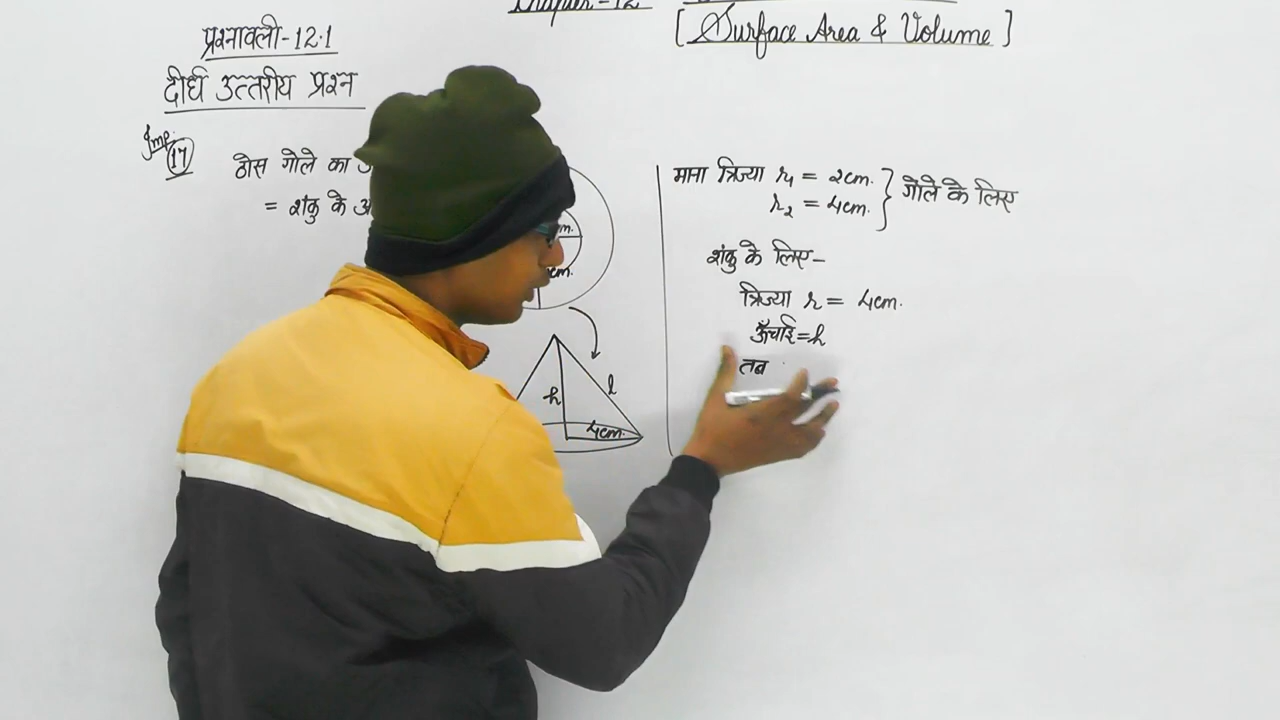 [ Surface Area & Volume ]
प्रश्नावली-12.1
दीर्घ उत्तरीय प्रश्न
Imp.
17
ठोस गोले का
= शंकु के
माना त्रिज्या r₁ = 2cm.
r₂ = 4cm.
} गोले के लिए
शंकु के लिए-
त्रिज्या r = 4cm.
ऊँचाई = h
तब
h
l
4cm.